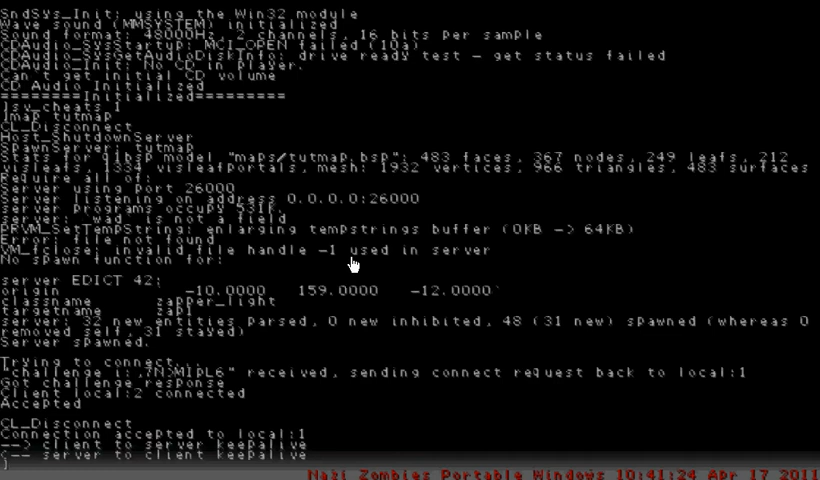 SndSys_Init: using the Win32 module
Wave sound (MMSYSTEM) initialized
Sound format: 48000Hz, 2 channels, 16 bits per sample
CDAudio_SysStartup: MCI_OPEN failed (10a)
CDAudio_SysGetAudioDiskInfo: drive ready test - get status failed
CDAudio_Init: No CD in player.
Can't get initial CD volume
CD Audio Initialized
========Initialized=========
]sv_cheats 1
]map tutmap
CL_Disconnect
Host_ShutdownServer
SpawnServer: tutmap
Stats for q1bsp model "maps/tutmap.bsp": 483 faces, 367 nodes, 249 leafs, 212
visleafs, 1334 visleafportals, mesh: 1932 vertices, 966 triangles, 483 surfaces
Require all of:
Server using port 26000
Server listening on address 0.0.0.0:26000
server programs occupy 531K.
server: 'wad' is not a field
PRVM_SetTempString: enlarging tempstrings buffer (0KB -> 64KB)
Error: file not found
VM_fclose: invalid file handle -1 used in server
No spawn function for:
server EDICT 42:
origin -10.0000 159.0000 -12.0000`
classname zapper_light
targetname zap1
server: 32 new entities parsed, 0 new inhibited, 48 (31 new) spawned (whereas 0
removed self, 31 stayed)
Server spawned.
Trying to connect...
received, sending connect request back to local:1
Got challenge response
Client local:2 connected
Accepted
CL_Disconnect
Connection accepted to local:1
--> client to server keepalive
<-- server to client keepalive
]
Nazi Zombies Portable Windows 10:41:24 Apr 17 2011